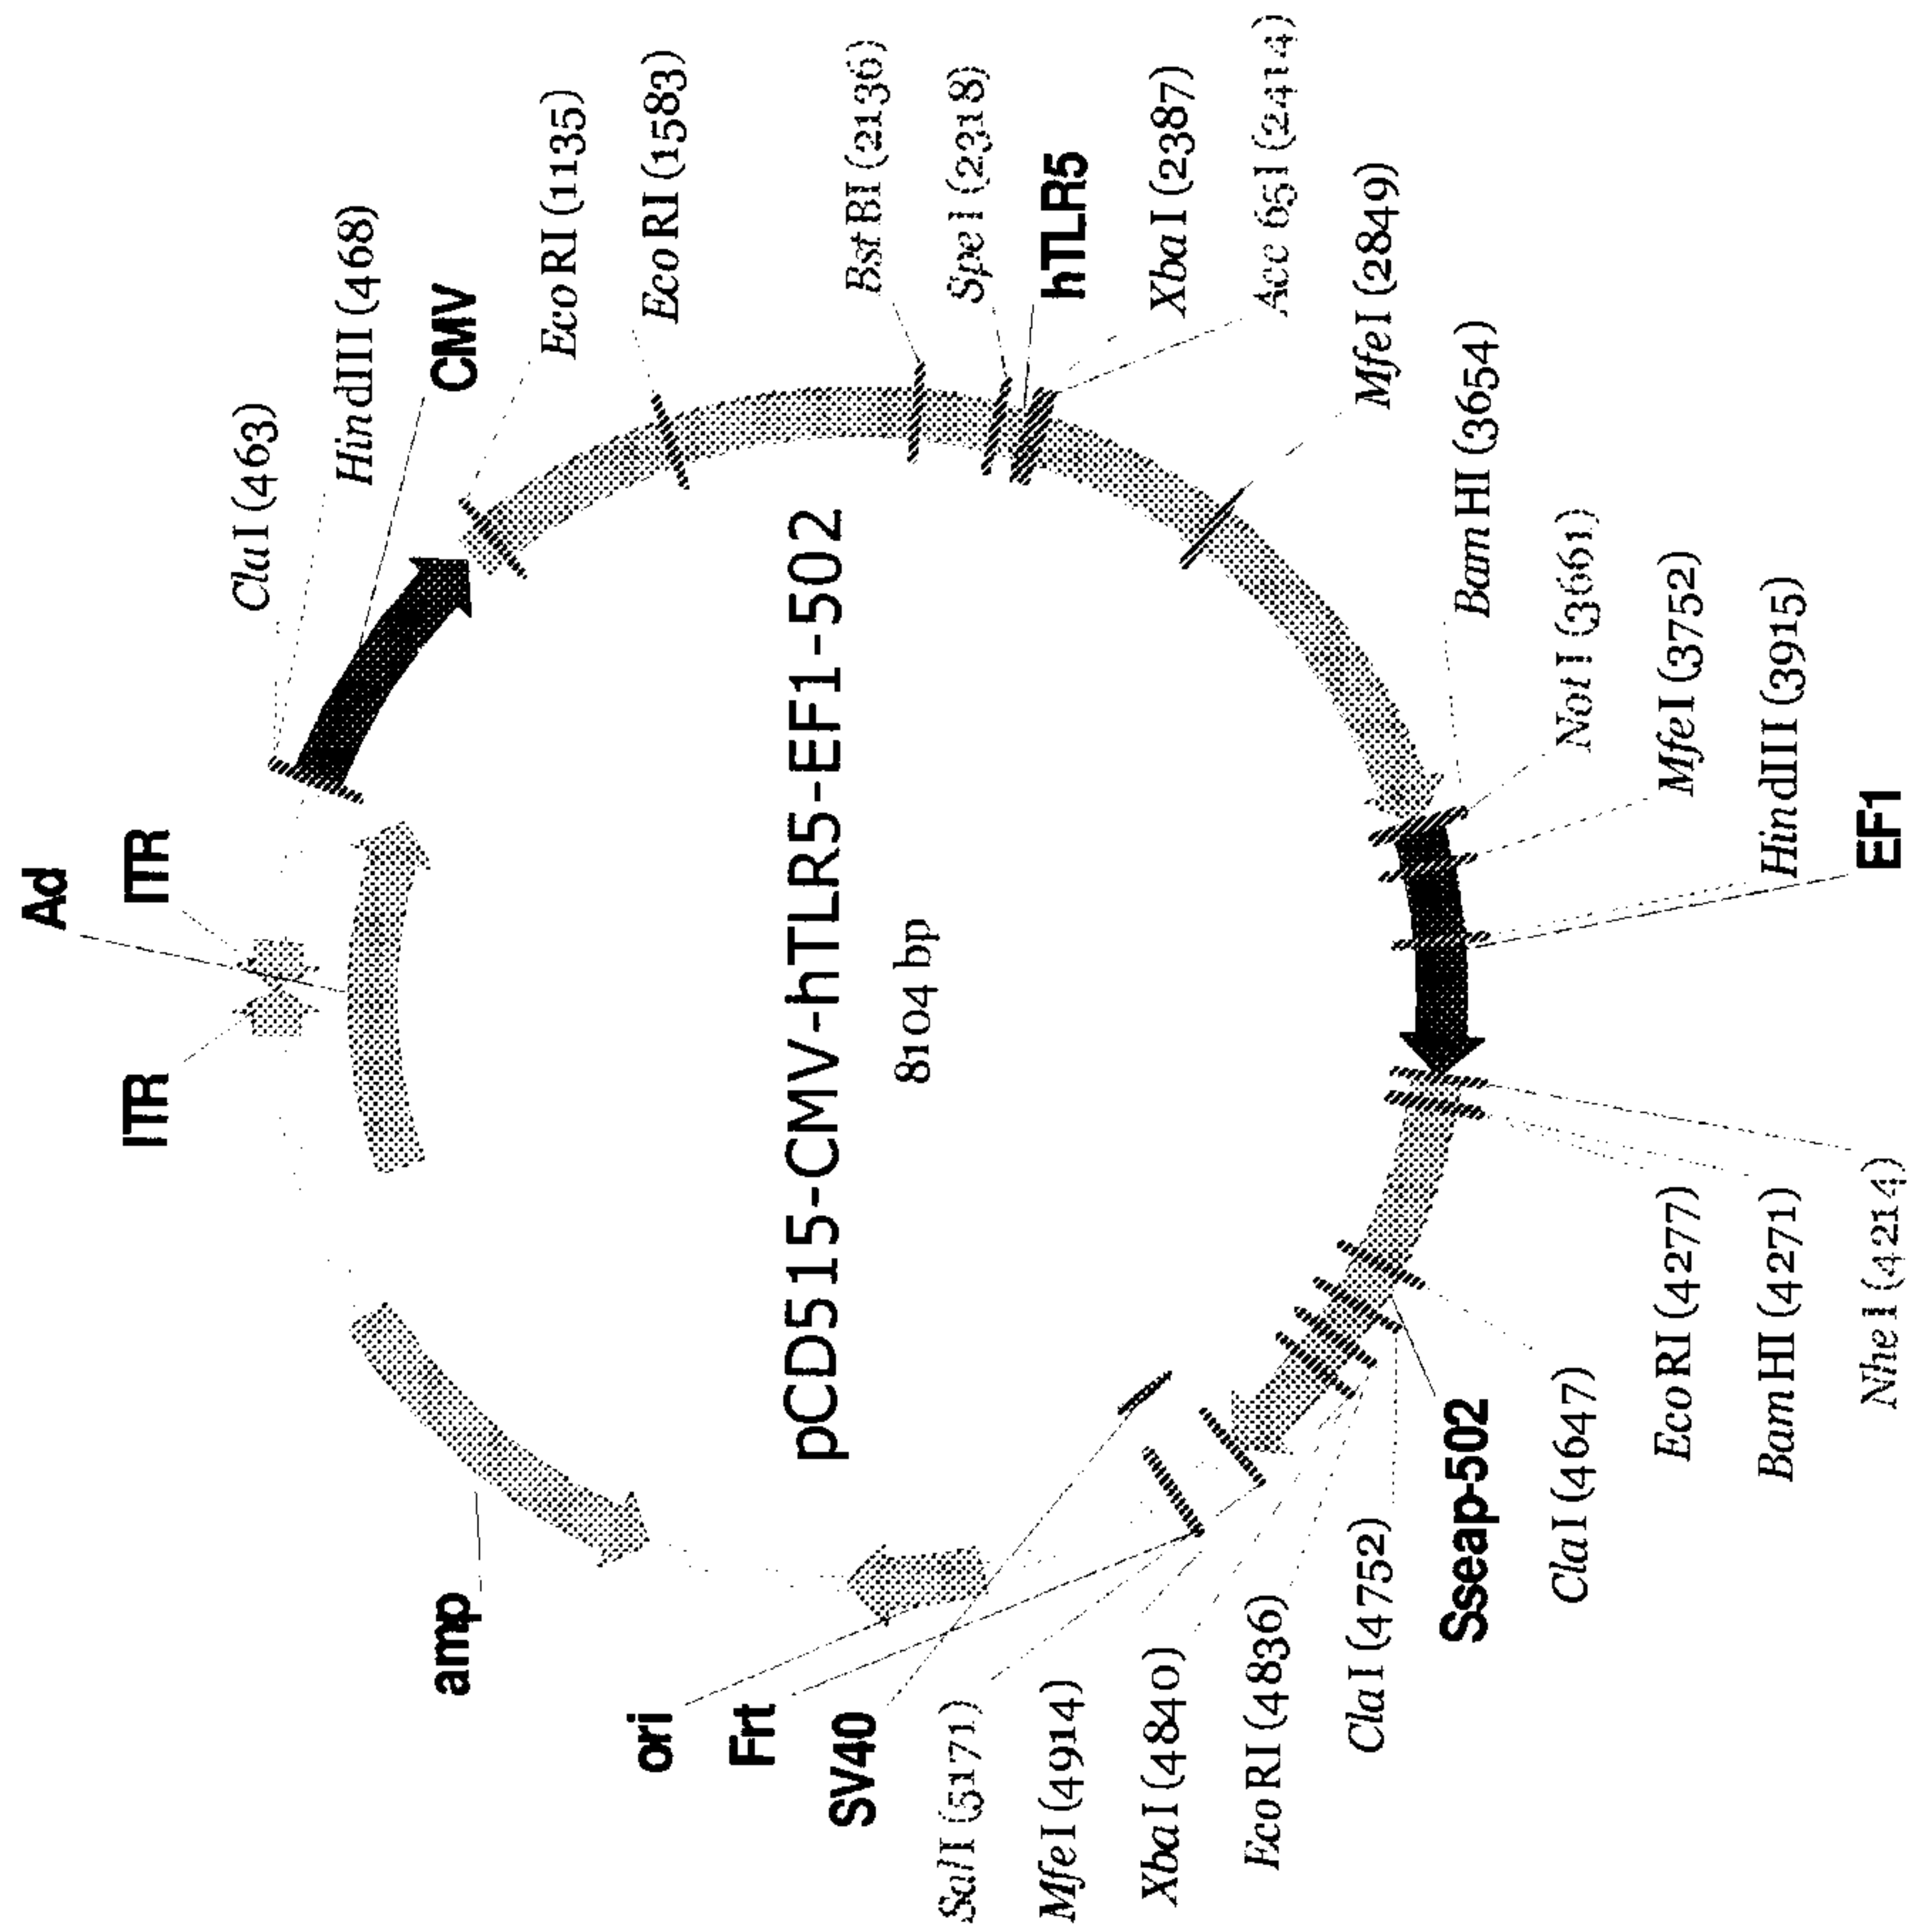 Ad
ITR
ITR
ClaI (463)
HindIII (468)
CMV
EcoRI (1135)
EcoRI (1583)
BstBI (2136)
SpeI (2318)
hTLR5
XbaI (2387)
Acc65I (2414)
MfeI (2849)
BamHI (3654)
NotI (3661)
MfeI (3752)
HindIII (3915)
EF1
NheI (4214)
BamHI (4271)
EcoRI (4277)
ClaI (4647)
Sseap-502
ClaI (4752)
EcoRI (4836)
XbaI (4840)
MfeI (4914)
SalI (5171)
SV40
Frt
ori
amp
pCD515-CMV-hTLR5-EF1-502
8104 bp